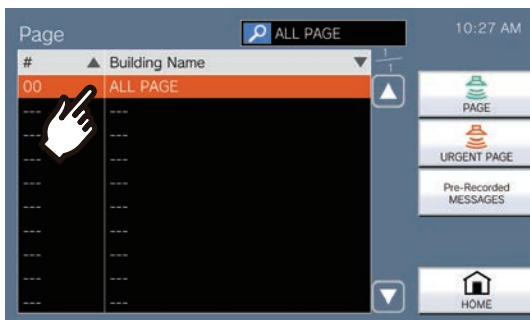 Page
ALL PAGE
10:27 AM
# ▲ Building Name ▼
1/1
00 ALL PAGE
--- ---
--- ---
--- ---
--- ---
--- ---
--- ---
--- ---
--- ---
--- ---
PAGE
URGENT PAGE
Pre-Recorded
MESSAGES
HOME